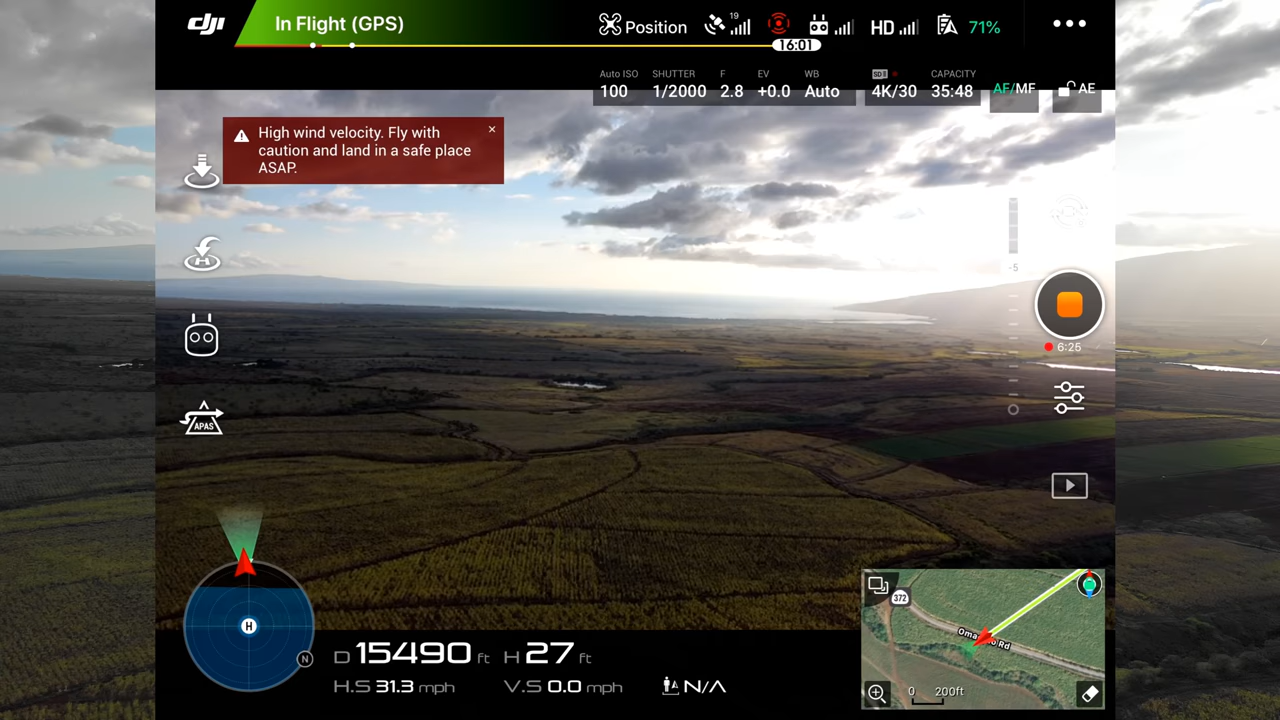 dji
In Flight (GPS)
Position
19
HD
71%
16:01
Auto ISO
100
SHUTTER
1/2000
F
2.8
EV
+0.0
WB
Auto
SD
4K/30
CAPACITY
35:48
AF/MF
AE
High wind velocity. Fly with
caution and land in a safe place
ASAP.
-5
6:25
APAS
H
N
D 15490 ft H 27 ft
H.S 31.3 mph V.S 0.0 mph N/A
372
Rd
0 200ft